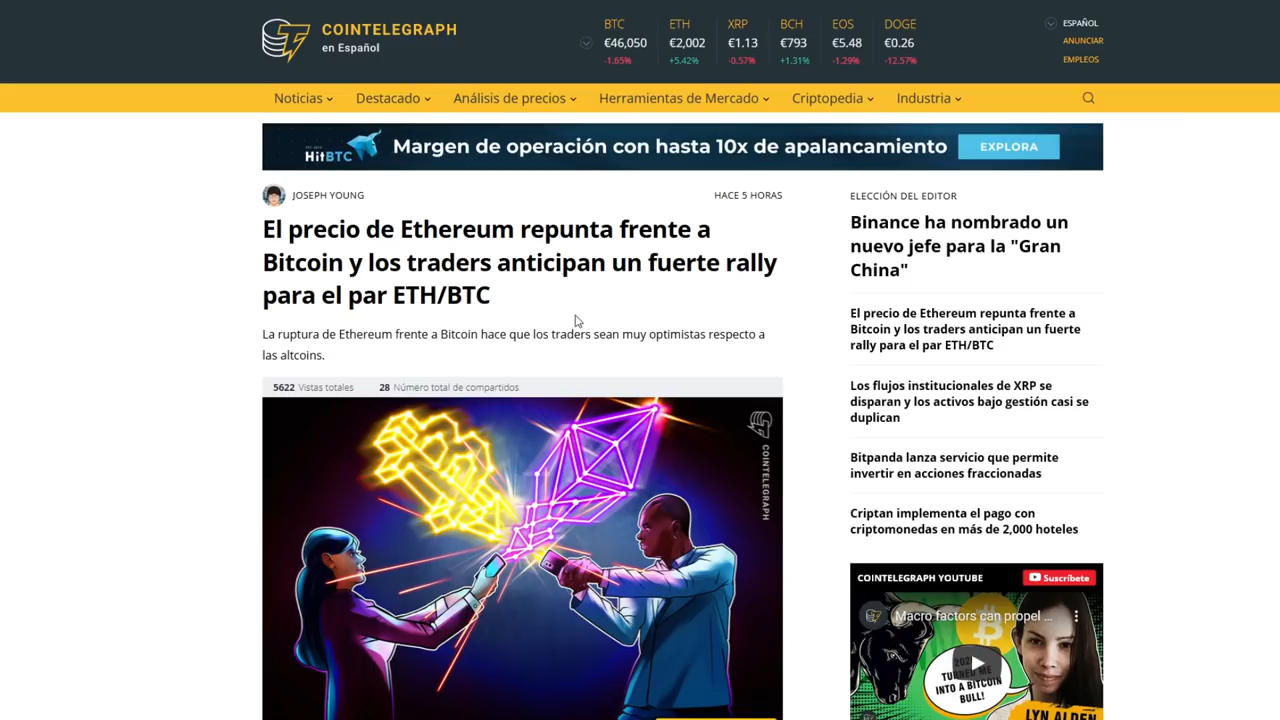 COINTELEGRAPH
en Español
BTC
€46,050
-1.65%
ETH
€2,002
+5.42%
XRP
€1.13
-0.57%
BCH
€793
+1.31%
EOS
€5.48
-1.29%
DOGE
€0.26
-12.57%
ESPAÑOL
ANUNCIAR
EMPLEOS
Noticias
Destacado
Análisis de precios
Herramientas de Mercado
Criptopedia
Industria
HitBTC
Margen de operación con hasta 10x de apalancamiento
EXPLORA
JOSEPH YOUNG
HACE 5 HORAS
El precio de Ethereum repunta frente a
Bitcoin y los traders anticipan un fuerte rally
para el par ETH/BTC
La ruptura de Ethereum frente a Bitcoin hace que los traders sean muy optimistas respecto a
las altcoins.
5622 Vistas totales
28 Número total de compartidos
COINTELEGRAPH
ELECCIÓN DEL EDITOR
Binance ha nombrado un
nuevo jefe para la "Gran
China"
El precio de Ethereum repunta frente a
Bitcoin y los traders anticipan un fuerte
rally para el par ETH/BTC
Los flujos institucionales de XRP se
disparan y los activos bajo gestión casi se
duplican
Bitpanda lanza servicio que permite
invertir en acciones fraccionadas
Criptan implementa el pago con
criptomonedas en más de 2,000 hoteles
COINTELEGRAPH YOUTUBE
Suscríbete
Macro factors can propel ...
TURNED ME
INTO A BITCOIN
BULL!
LYN ALDEN